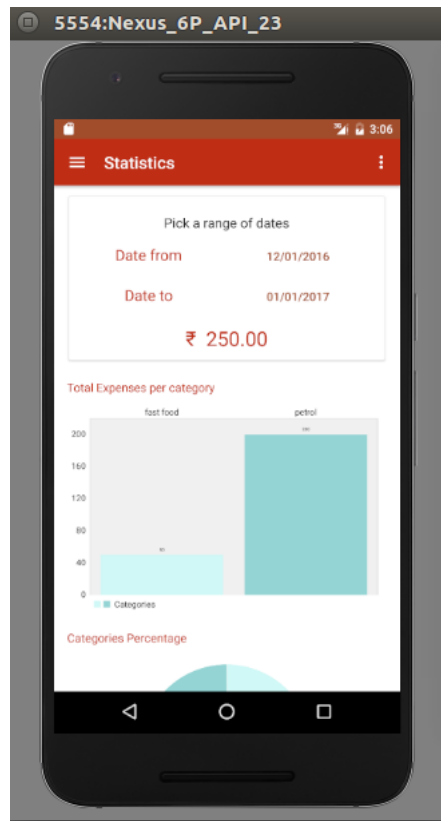 5554:Nexus_6P_API_23
3:06
Statistics
Pick a range of dates
Date from 12/01/2016
Date to 01/01/2017
₹ 250.00
Total Expenses per category
fast food petrol
200
160
120
80
40
0
Categories
Categories Percentage